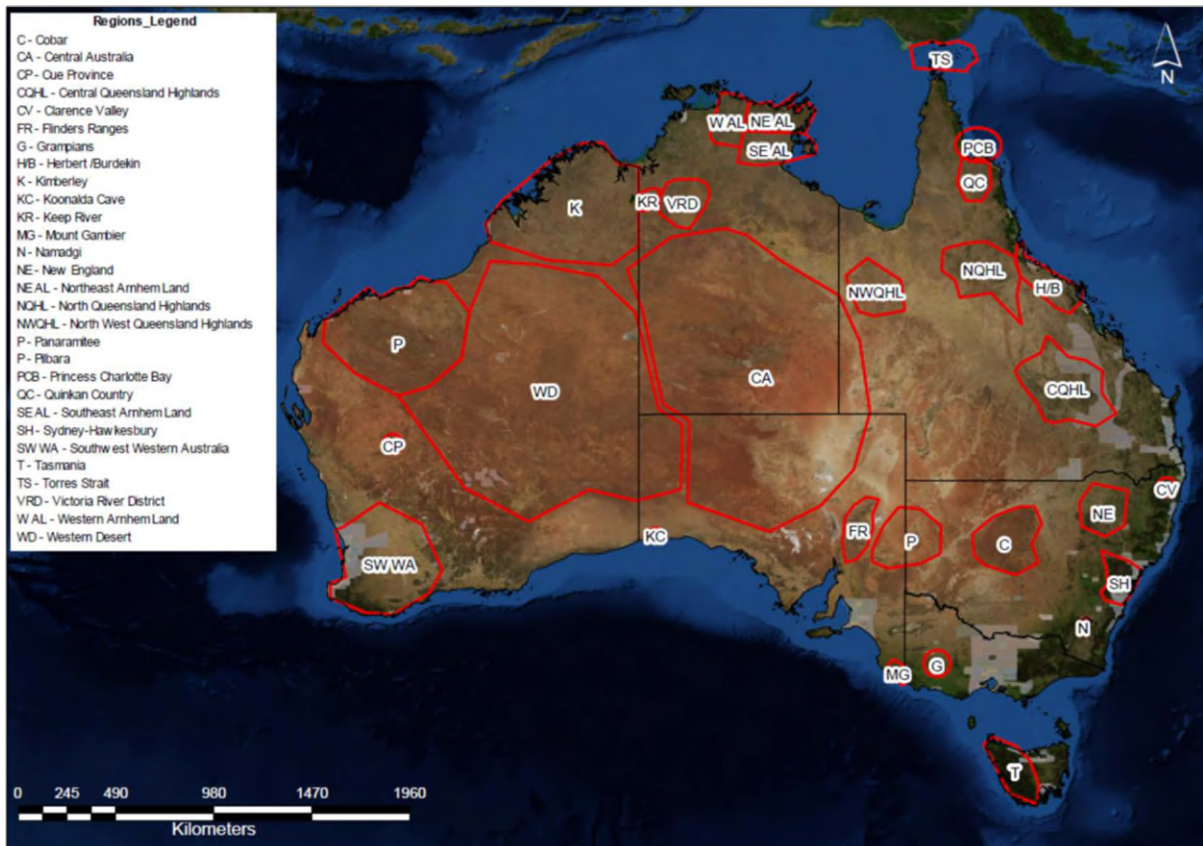 Regions_Legend
C - Cobar
CA - Central Australia
CP - Cue Province
CQHL - Central Queensland Highlands
CV - Clarence Valley
FR - Flinders Ranges
G - Grampians
H/B - Herbert /Burdekin
K - Kimberley
KC - Koonalda Cave
KR - Keep River
MG - Mount Gambier
N - Namadgi
NE - New England
NE AL - Northeast Arnhem Land
NQHL - North Queensland Highlands
NWQHL - North West Queensland Highlands
P - Panaramitee
P - Pilbara
PCB - Princess Charlotte Bay
QC - Quinkan Country
SE AL - Southeast Arnhem Land
SH - Sydney-Hawkesbury
SW WA - Southwest Western Australia
T - Tasmania
TS - Torres Strait
VRD - Victoria River District
W AL - Western Arnhem Land
WD - Western Desert
TS
N
W AL
NE AL
SE AL
PCB
QC
K
KR
VRD
NQHL
H/B
NWQHL
P
WD
CA
CQHL
CP
CV
NE
FR
P
C
KC
SW WA
SH
N
MG
G
T
0 245 490 980 1470 1960
Kilometers